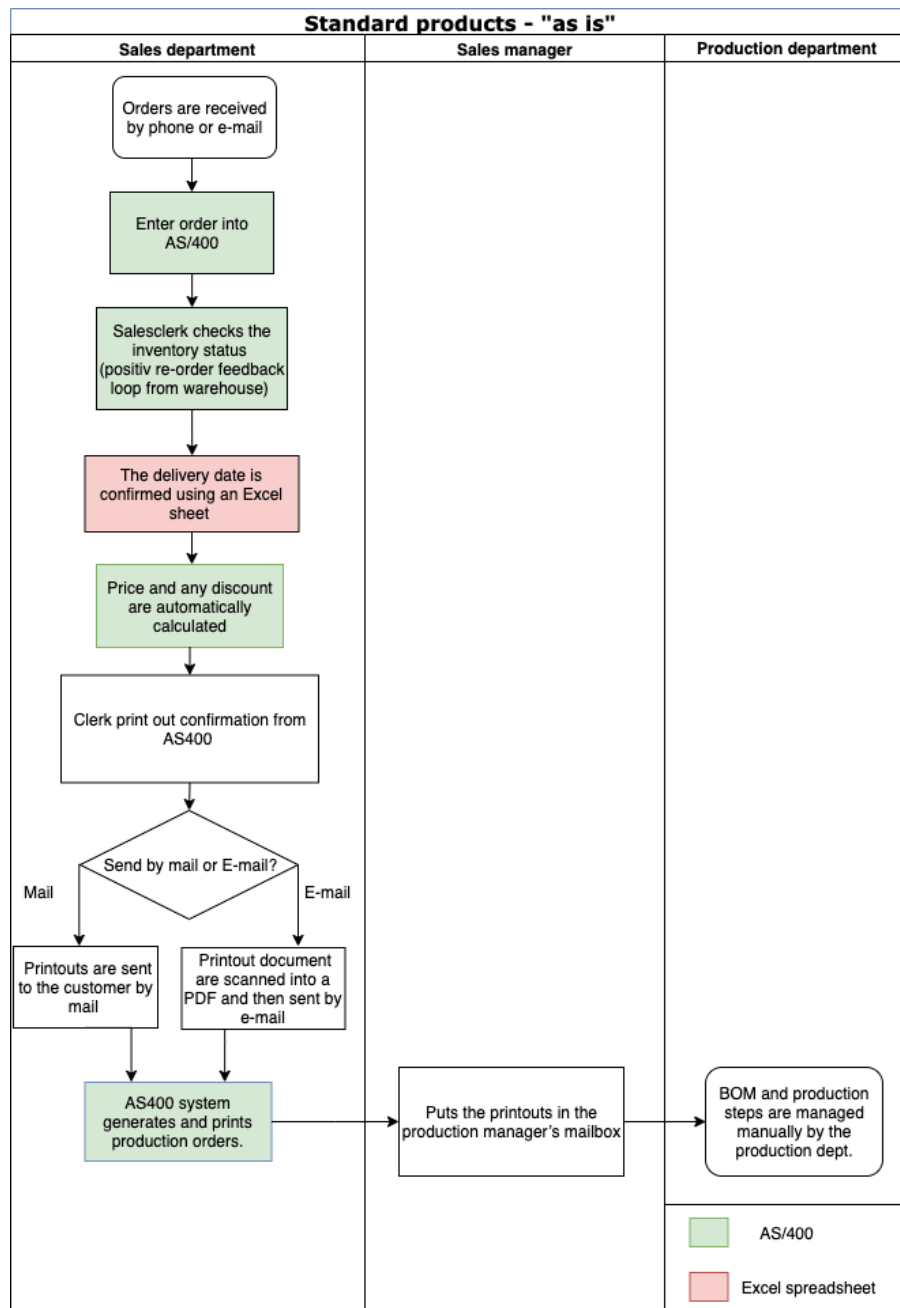 Standard products - "as is"
Sales department
Sales manager
Production department
Orders are received
by phone or e-mail
Enter order into
AS/400
Salesclerk checks the
inventory status
(positiv re-order feedback
loop from warehouse)
The delivery date is
confirmed using an Excel
sheet
Price and any discount
are automatically
calculated
Clerk print out confirmation from
AS400
Send by mail or E-mail?
Mail
E-mail
Printouts are sent
to the customer by
mail
Printout document
are scanned into a
PDF and then sent by
e-mail
AS400 system
generates and prints
production orders.
Puts the printouts in the
production manager's mailbox
BOM and production
steps are managed
manually by the
production dept.
AS/400
Excel spreadsheet